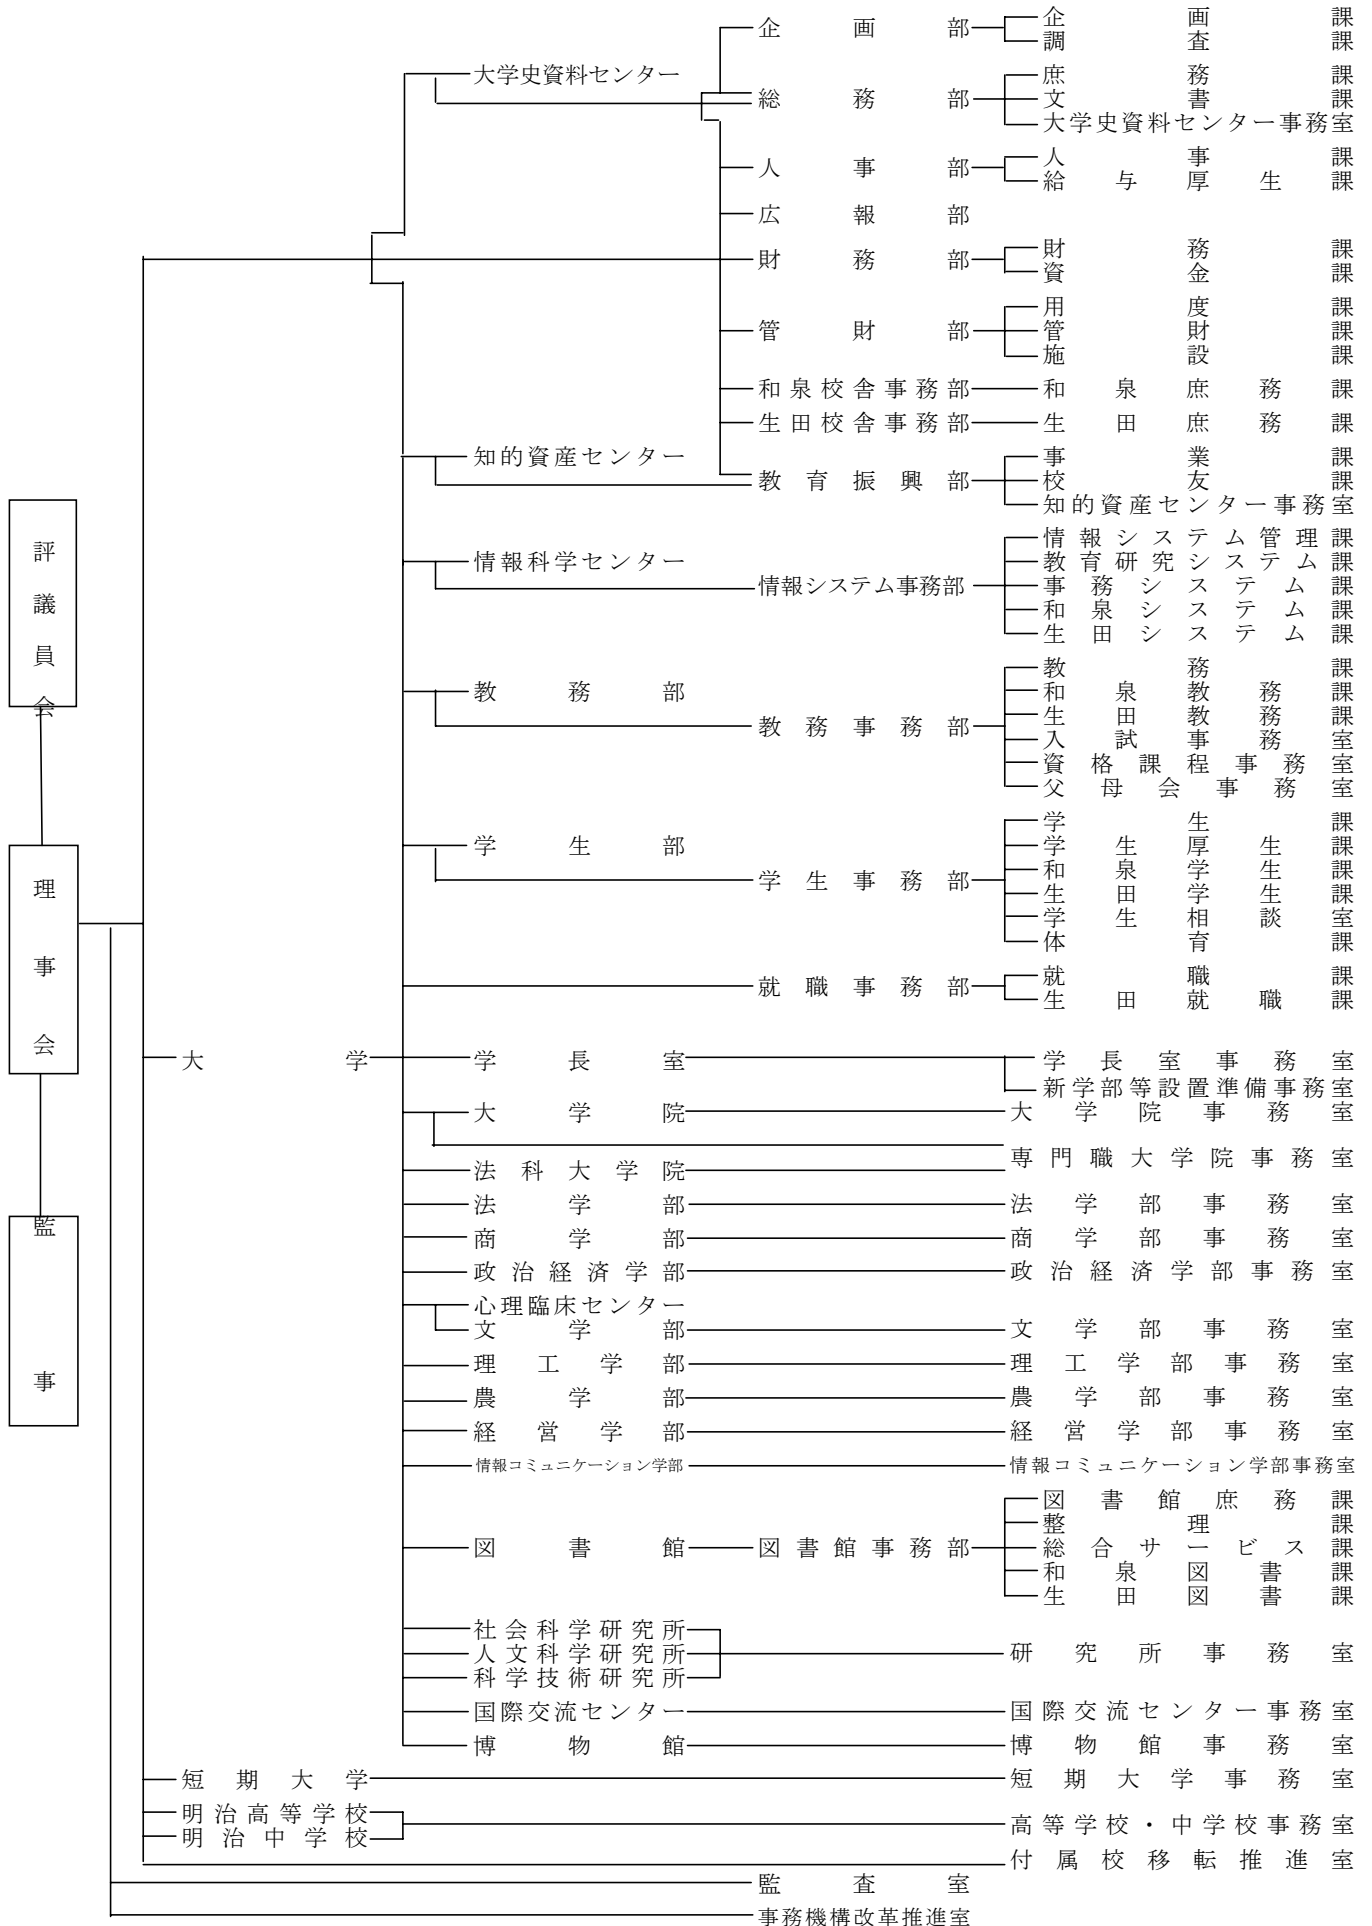 企画部 企画課
調査課
大学史資料センター
総務部 庶務課
文書課
大学史資料センター事務室
人事部 人事課
給与厚生課
広報部
財務部 財務課
資金課
管財部 用度課
管財課
施設課
和泉校舎事務部 和泉庶務課
生田校舎事務部 生田庶務課
知的資産センター
教育振興部 事業課
校友課
知的資産センター事務室
評議員会
情報科学センター
情報システム事務部 情報システム管理課
教育研究システム課
事務システム課
和泉システム課
生田システム課
教務部
教務事務部 教務課
和泉教務課
生田教務課
入試事務室
資格課程事務室
父母会事務室
理事会
学生部
学生事務部 学生課
学生厚生課
和泉学生課
生田学生課
学生相談室
体育課
就職事務部 就職課
生田就職課
大学 学長室 学長室事務室
新学部等設置準備事務室
大学院 大学院事務室
専門職大学院事務室
法科大学院
監事
法学部 法学部事務室
商学部 商学部事務室
政治経済学部 政治経済学部事務室
心理臨床センター
文学部 文学部事務室
理工学部 理工学部事務室
農学部 農学部事務室
経営学部 経営学部事務室
情報コミュニケーション学部 情報コミュニケーション学部事務室
図書館 図書館事務部 図書館庶務課
整理課
総合サービス課
和泉図書課
生田図書課
社会科学研究所
人文科学研究所 研究所事務室
科学技術研究所
国際交流センター 国際交流センター事務室
博物館 博物館事務室
短期大学 短期大学事務室
明治高等学校
明治中学校
高等学校・中学校事務室
付属校移転推進室
監査室
事務機構改革推進室